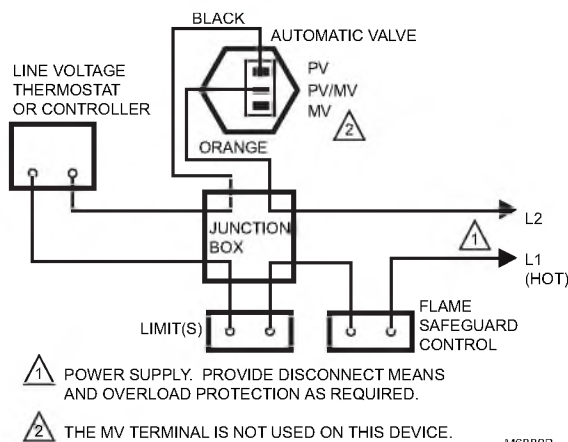 BLACK
AUTOMATIC VALVE
LINE VOLTAGE
THERMOSTAT
OR CONTROLLER
PV
PV/MV
MV
2
ORANGE
JUNCTION
BOX
L2
1
L1
(HOT)
LIMIT(S)
FLAME
SAFEGUARD
CONTROL
1 POWER SUPPLY. PROVIDE DISCONNECT MEANS
AND OVERLOAD PROTECTION AS REQUIRED.
2 THE MV TERMINAL IS NOT USED ON THIS DEVICE.